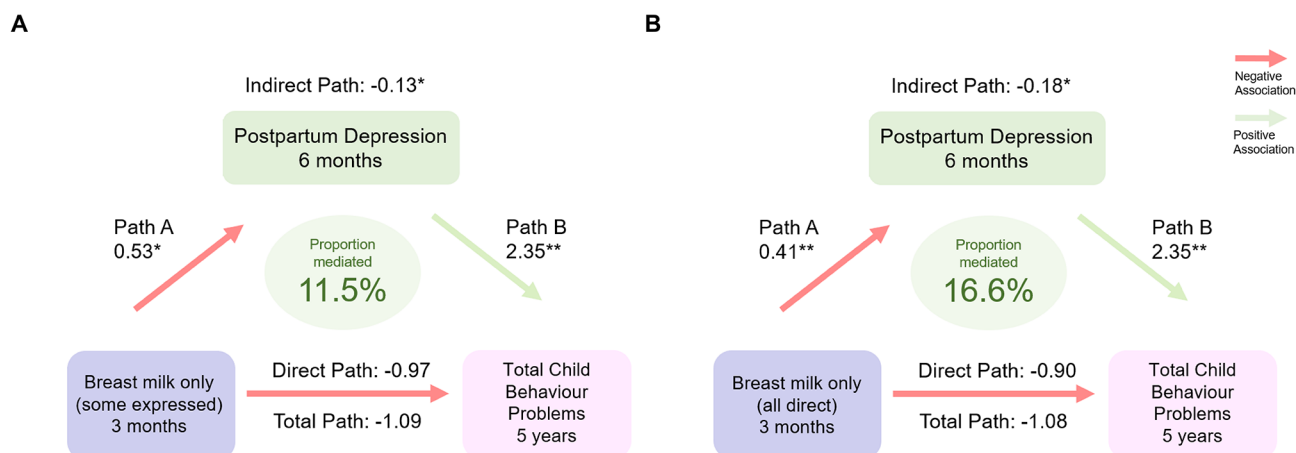 A
Indirect Path: -0.13*
Postpartum Depression
6 months
Path A
0.53*
Path B
2.35**
Proportion
mediated
11.5%
Breast milk only
(some expressed)
3 months
Direct Path: -0.97
Total Path: -1.09
Total Child
Behaviour
Problems
5 years
B
Indirect Path: -0.18*
Postpartum Depression
6 months
Path A
0.41**
Path B
2.35**
Proportion
mediated
16.6%
Breast milk only
(all direct)
3 months
Direct Path: -0.90
Total Path: -1.08
Total Child
Behaviour
Problems
5 years
Negative
Association
Positive
Association